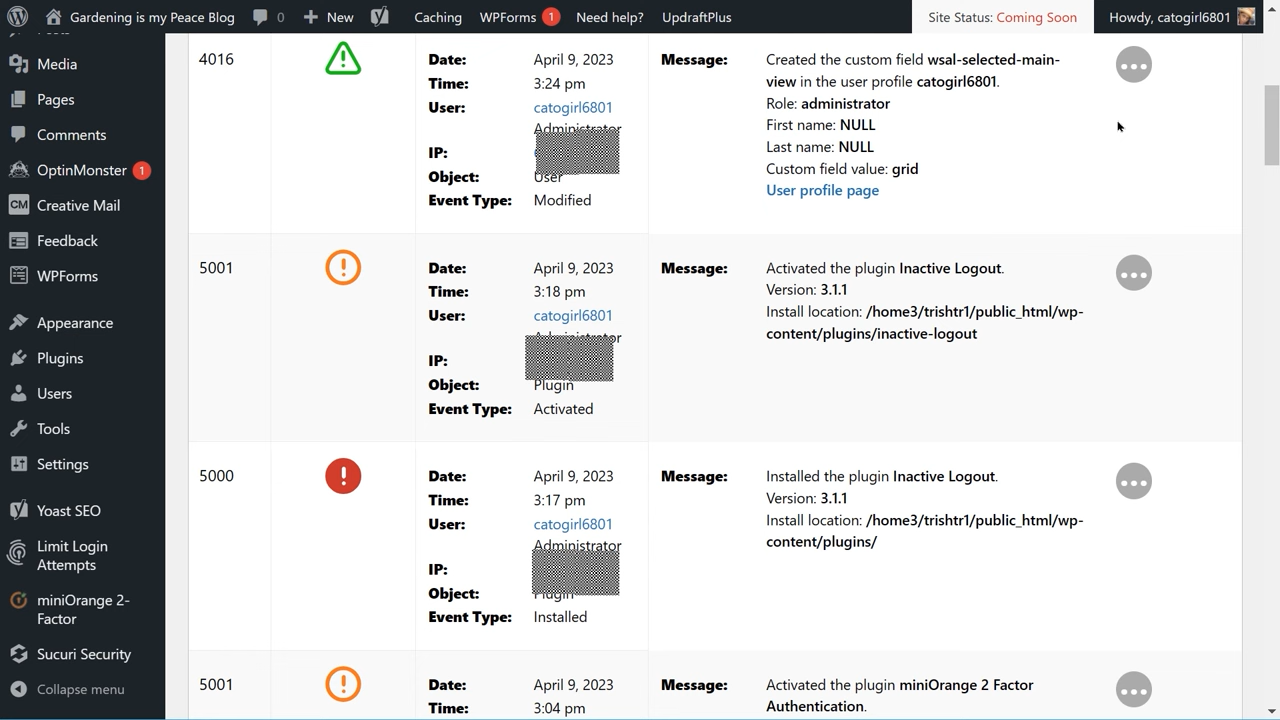 Gardening is my Peace Blog
0
New
Caching
WPForms
1
Need help?
UpdraftPlus
Site Status: Coming Soon
Howdy, catogirl6801
Media
Pages
Comments
OptinMonster
1
CM
Creative Mail
Feedback
WPForms
Appearance
Plugins
Users
Tools
Settings
Yoast SEO
Limit Login
Attempts
miniOrange 2-
Factor
Sucuri Security
Collapse menu
4016
Date: April 9, 2023
Time: 3:24 pm
User: catogirl6801
Administrator
IP:
Object: User
Event Type: Modified
Message: Created the custom field wsal-selected-main-
view in the user profile catogirl6801.
Role: administrator
First name: NULL
Last name: NULL
Custom field value: grid
User profile page
5001
Date: April 9, 2023
Time: 3:18 pm
User: catogirl6801
Administrator
IP:
Object: Plugin
Event Type: Activated
Message: Activated the plugin Inactive Logout.
Version: 3.1.1
Install location: /home3/trishtr1/public_html/wp-
content/plugins/inactive-logout
5000
Date: April 9, 2023
Time: 3:17 pm
User: catogirl6801
Administrator
IP:
Object: Plugin
Event Type: Installed
Message: Installed the plugin Inactive Logout.
Version: 3.1.1
Install location: /home3/trishtr1/public_html/wp-
content/plugins/
5001
Date: April 9, 2023
Time: 3:04 pm
Message: Activated the plugin miniOrange 2 Factor
Authentication.